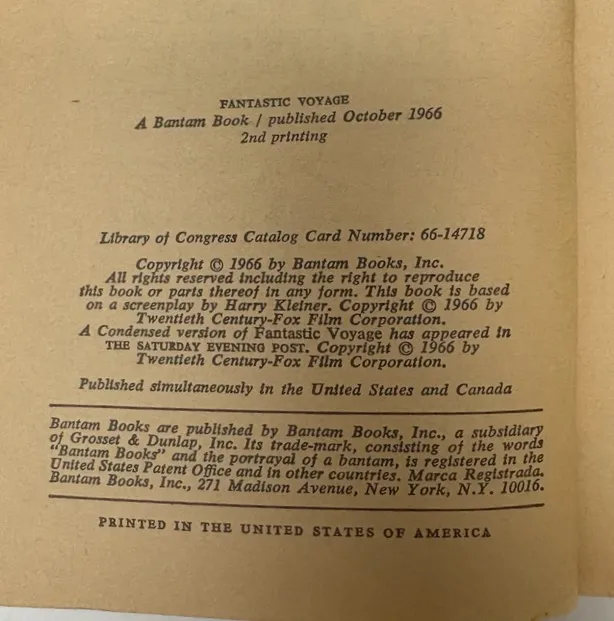 FANTASTIC VOYAGE
A Bantam Book / published October 1966
2nd printing
Library of Congress Catalog Card Number: 66-14718
Copyright © 1966 by Bantam Books, Inc.
All rights reserved including the right to reproduce
this book or parts thereof in any form. This book is based
on a screenplay by Harry Kleiner. Copyright © 1966 by
Twentieth Century-Fox Film Corporation.
A Condensed version of Fantastic Voyage has appeared in
THE SATURDAY EVENING POST. Copyright © 1966 by
Twentieth Century-Fox Film Corporation.
Published simultaneously in the United States and Canada
Bantam Books are published by Bantam Books, Inc., a subsidiary
of Grosset & Dunlap, Inc. Its trade-mark, consisting of the words
"Bantam Books" and the portrayal of a bantam, is registered in the
United States Patent Office and in other countries. Marca Registrada.
Bantam Books, Inc., 271 Madison Avenue, New York, N.Y. 10016.
PRINTED IN THE UNITED STATES OF AMERICA